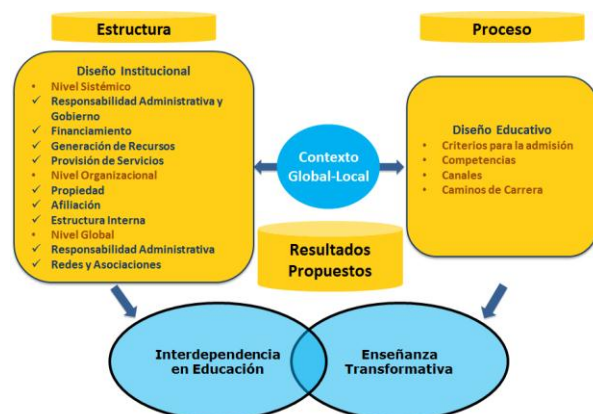 Estructura
Proceso
Diseño Institucional
Nivel Sistémico
Responsabilidad Administrativa y
Gobierno
Financiamiento
Generación de Recursos
Provisión de Servicios
Nivel Organizacional
Propiedad
Afiliación
Estructura Interna
Nivel Global
Responsabilidad Administrativa
Redes y Asociaciones
Contexto
Global-Local
Diseño Educativo
Criterios para la admisión
Competencias
Canales
Caminos de Carrera
Resultados
Propuestos
Interdependencia
en Educación
Enseñanza
Transformativa